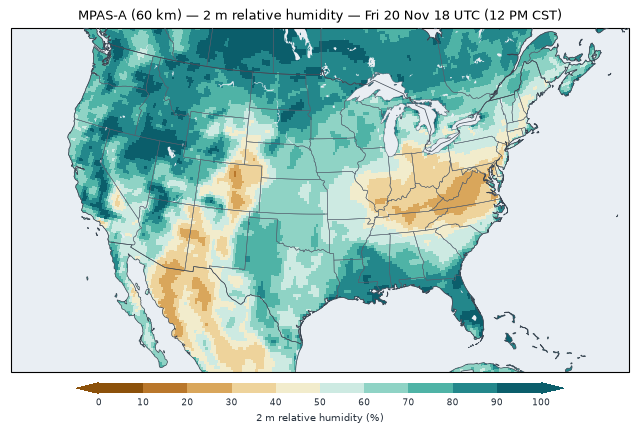 MPAS-A (60 km) — 2 m relative humidity — Fri 20 Nov 18 UTC (12 PM CST)
0 10 20 30 40 50 60 70 80 90 100
2 m relative humidity (%)